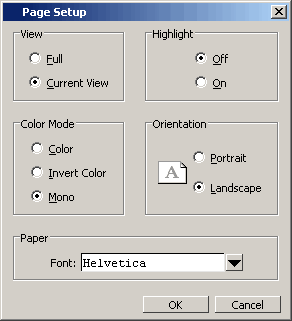 Page Setup
View
Full
Current View
Highlight
Off
On
Color Mode
Color
Invert Color
Mono
Orientation
A
Portrait
Landscape
Paper
Font: Helvetica
OK
Cancel